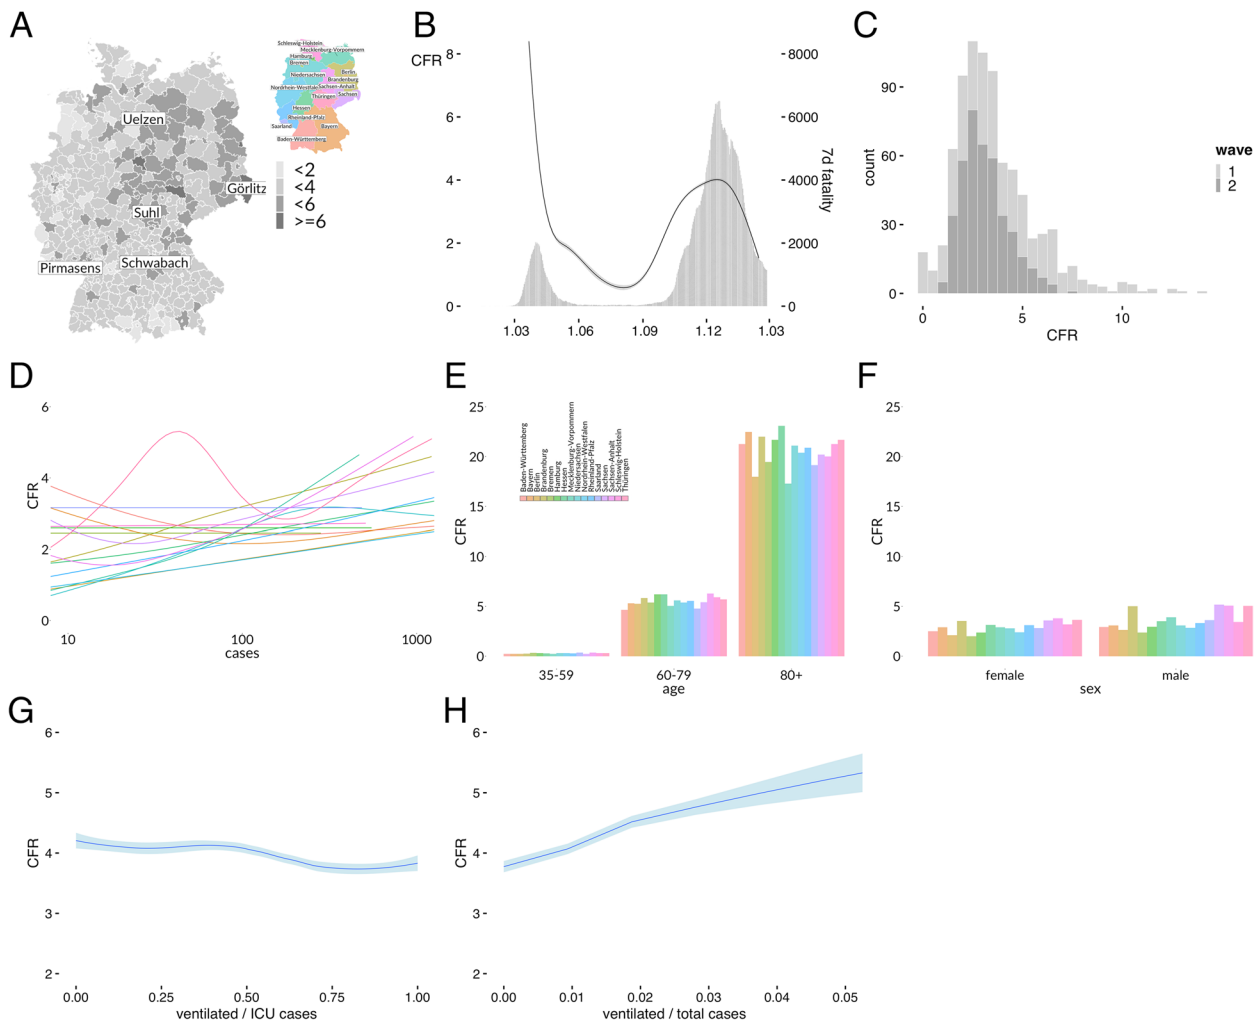 A
Schleswig-Holstein
Mecklenburg-Vorpommern
Hamburg
Bremen
Niedersachsen
Berlin
Brandenburg
Nordrhein-Westfalen
Sachsen-Anhalt
Sachsen
Thüringen
Hessen
Rheinland-Pfalz
Saarland
Bayern
Baden-Württemberg
Uelzen
Görlitz
Suhl
Pirmasens
Schwabach
<2
<4
<6
>=6
B
CFR
8
6
4
2
0
8000
6000
4000
2000
0
7d fatality
1.03 1.06 1.09 1.12 1.03
C
count
90
60
30
0
0 5 10
CFR
wave
1
2
D
CFR
6
4
2
0
10 100 1000
cases
E
CFR
25
20
15
10
5
0
Baden-Württemberg
Bayern
Berlin
Brandenburg
Bremen
Hamburg
Hessen
Mecklenburg-Vorpommern
Niedersachsen
Nordrhein-Westfalen
Rheinland-Pfalz
Saarland
Sachsen
Sachsen-Anhalt
Schleswig-Holstein
Thüringen
35-59 60-79 80+
age
F
CFR
25
20
15
10
5
0
female male
sex
G
CFR
6
5
4
3
2
0.00 0.25 0.50 0.75 1.00
ventilated / ICU cases
H
CFR
6
5
4
3
2
0.00 0.01 0.02 0.03 0.04 0.05
ventilated / total cases